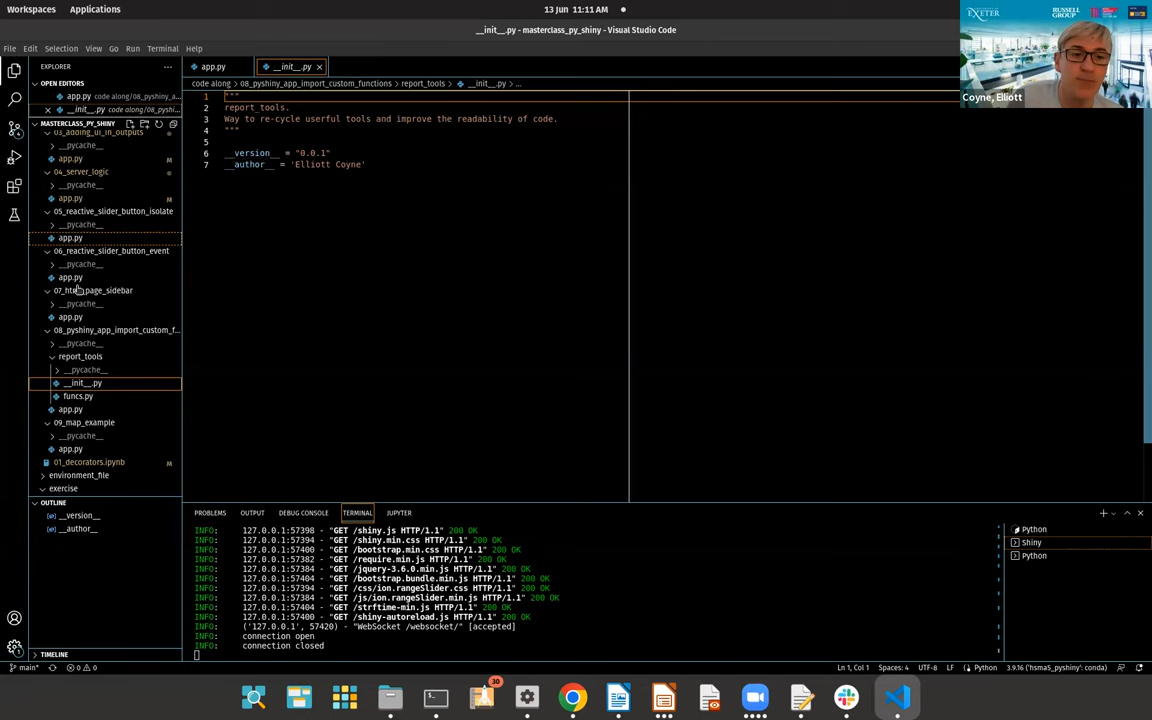 Workspaces Applications 13 Jun 11:11 AM
__init__.py - masterclass_py_shiny - Visual Studio Code
File Edit Selection View Go Run Terminal Help
EXETER
RUSSELL GROUP
Coyne, Elliott
EXPLORER
OPEN EDITORS
app.py code along/08_pyshiny_a...
__init__.py code along/08_pyshi...
MASTERCLASS_PY_SHINY
03_adding_ui_in_outputs
__pycache__
app.py M
04_server_logic
__pycache__
app.py M
05_reactive_slider_button_isolate
__pycache__
app.py
06_reactive_slider_button_event
__pycache__
app.py
07_html_page_sidebar
__pycache__
app.py
08_pyshiny_app_import_custom_f...
__pycache__
report_tools
__pycache__
__init__.py
funcs.py
app.py
09_map_example
__pycache__
app.py
01_decorators.ipynb M
environment_file
exercise
OUTLINE
__version__
__author__
TIMELINE
app.py __init__.py
code along > 08_pyshiny_app_import_custom_functions > report_tools > __init__.py > ...
1 """
2 report_tools.
3 Way to re-cycle userful tools and improve the readability of code.
4 """
5
6 __version__ = "0.0.1"
7 __author__ = 'Elliott Coyne'
PROBLEMS OUTPUT DEBUG CONSOLE TERMINAL JUPYTER
INFO: 127.0.0.1:57398 - "GET /shiny.js HTTP/1.1" 200 OK
INFO: 127.0.0.1:57394 - "GET /shiny.min.css HTTP/1.1" 200 OK
INFO: 127.0.0.1:57400 - "GET /bootstrap.min.css HTTP/1.1" 200 OK
INFO: 127.0.0.1:57382 - "GET /require.min.js HTTP/1.1" 200 OK
INFO: 127.0.0.1:57384 - "GET /jquery-3.6.0.min.js HTTP/1.1" 200 OK
INFO: 127.0.0.1:57404 - "GET /bootstrap.bundle.min.js HTTP/1.1" 200 OK
INFO: 127.0.0.1:57394 - "GET /css/ion.rangeSlider.css HTTP/1.1" 200 OK
INFO: 127.0.0.1:57384 - "GET /js/ion.rangeSlider.min.js HTTP/1.1" 200 OK
INFO: 127.0.0.1:57404 - "GET /strftime-min.js HTTP/1.1" 200 OK
INFO: 127.0.0.1:57400 - "GET /shiny-autoreload.js HTTP/1.1" 200 OK
INFO: ('127.0.0.1', 57420) - "WebSocket /websocket/" [accepted]
INFO: connection open
INFO: connection closed
Python
Shiny
Python
main* 0 0
Ln 1, Col 1 Spaces: 4 UTF-8 LF Python 3.9.16 ('hsma5_pyshiny': conda)
30